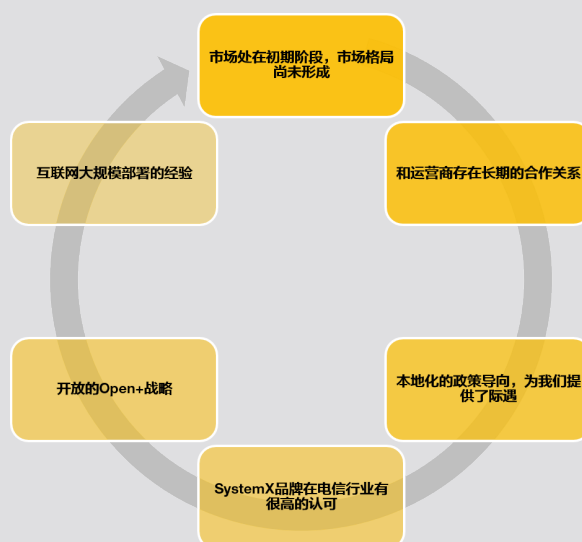 市场处在初期阶段，市场格局
尚未形成
和运营商存在长期的合作关系
本地化的政策导向，为我们提
供了际遇
SystemX品牌在电信行业有
很高的认可
开放的Open+战略
互联网大规模部署的经验